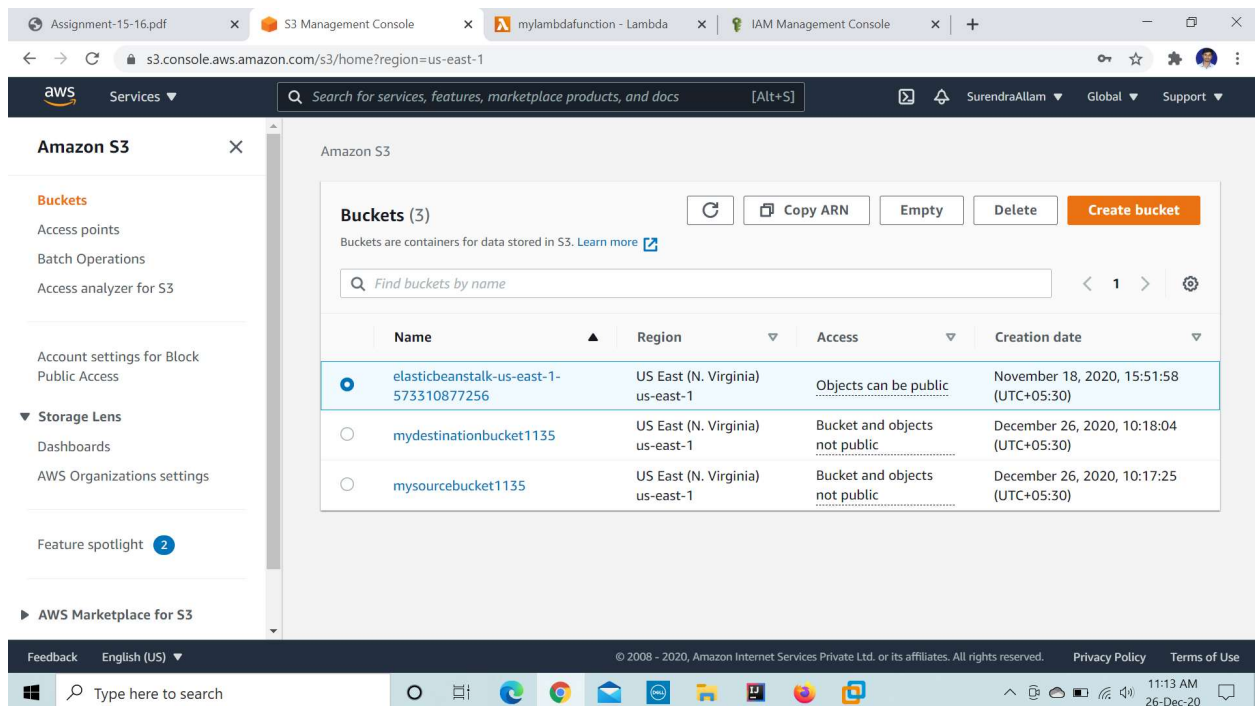 Assignment-15-16.pdf
S3 Management Console
mylambdafunction - Lambda
IAM Management Console
s3.console.aws.amazon.com/s3/home?region=us-east-1
aws
Services
Search for services, features, marketplace products, and docs [Alt+S]
SurendraAllam
Global
Support
Amazon S3
Buckets
Access points
Batch Operations
Access analyzer for S3
Account settings for Block
Public Access
Storage Lens
Dashboards
AWS Organizations settings
Feature spotlight 2
AWS Marketplace for S3
Amazon S3
Buckets (3)
Copy ARN
Empty
Delete
Create bucket
Buckets are containers for data stored in S3. Learn more
Find buckets by name
1
Name Region Access Creation date
elasticbeanstalk-us-east-1- US East (N. Virginia) Objects can be public November 18, 2020, 15:51:58
573310877256 us-east-1 (UTC+05:30)
mydestinationbucket1135 US East (N. Virginia) Bucket and objects December 26, 2020, 10:18:04
us-east-1 not public (UTC+05:30)
mysourcebucket1135 US East (N. Virginia) Bucket and objects December 26, 2020, 10:17:25
us-east-1 not public (UTC+05:30)
Feedback English (US) © 2008 - 2020, Amazon Internet Services Private Ltd. or its affiliates. All rights reserved. Privacy Policy Terms of Use
Type here to search
DELL
11:13 AM
26-Dec-20